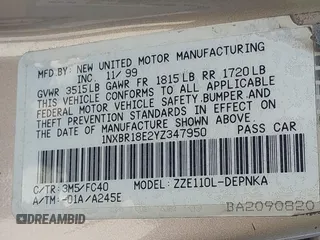 MFD.BY: NEW UNITED MOTOR MANUFACTURING
INC. 11/99
GVWR 3515LB GAWR FR 1815LB RR 1720LB
THIS VEHICLE CONFORMS TO ALL APPLICABLE
FEDERAL MOTOR VEHICLE SAFETY,BUMPER,AND
THEFT PREVENTION STANDARDS IN EFFECT ON
THE DATE OF MANUFACTURE SHOWN ABOVE.
1NXBR18E2YZ347950
PASS.CAR
C/TR:3M5/FC40 MODEL:ZZE110L-DEPNKA
A/TM:-01A/A245E
BA2090820
© DREAMBID